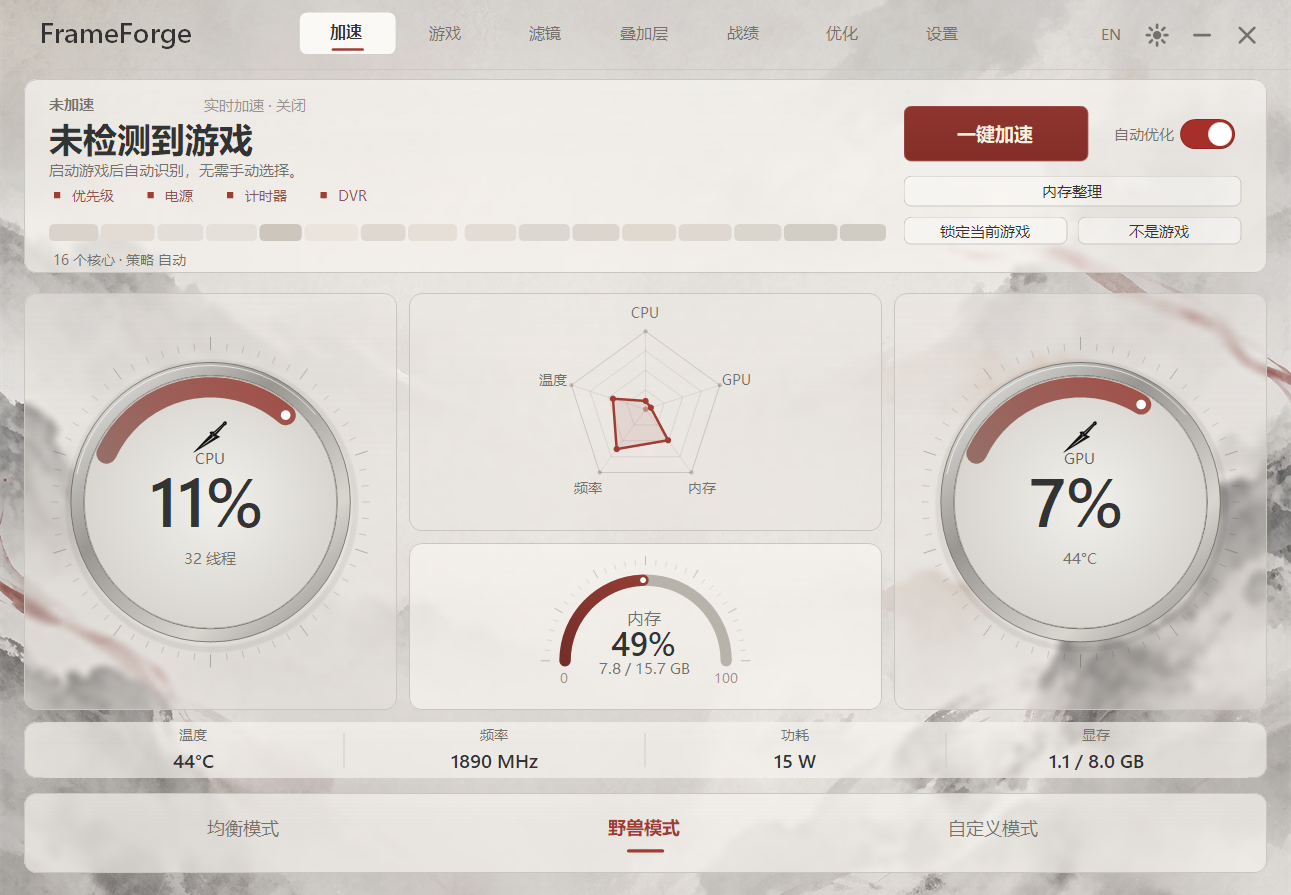 FrameForge
加速
游戏
滤镜
叠加层
战绩
优化
设置
EN
未加速
实时加速 · 关闭
未检测到游戏
启动游戏后自动识别，无需手动选择。
优先级
电源
计时器
DVR
16 个核心 · 策略 自动
一键加速
自动优化
内存整理
锁定当前游戏
不是游戏
CPU
11%
32 线程
CPU
GPU
内存
频率
温度
内存
49%
7.8 / 15.7 GB
0
100
GPU
7%
44°C
温度
44°C
频率
1890 MHz
功耗
15 W
显存
1.1 / 8.0 GB
均衡模式
野兽模式
自定义模式